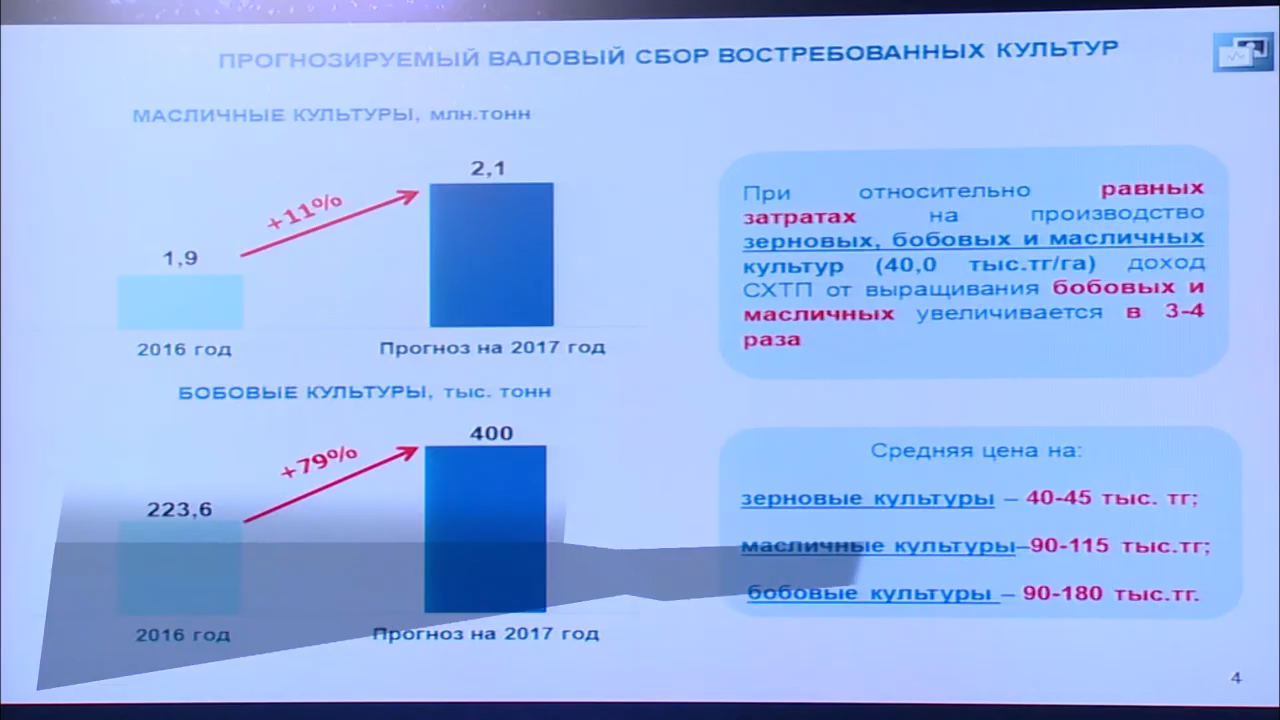 ПРОГНОЗИРУЕМЫЙ ВАЛОВЫЙ СБОР ВОСТРЕБОВАННЫХ КУЛЬТУР
МАСЛИЧНЫЕ КУЛЬТУРЫ, млн.тонн
2,1
+11%
1,9
2016 год
Прогноз на 2017 год
БОБОВЫЕ КУЛЬТУРЫ, тыс. тонн
400
+79%
223,6
2016 год
Прогноз на 2017 год
При относительно равных
затратах на производство
зерновых, бобовых и масличных
культур (40,0 тыс.тг/га) доход
СХТП от выращивания бобовых и
масличных увеличивается в 3-4
раза
Средняя цена на:
зерновые культуры – 40-45 тыс. тг;
масличные культуры–90-115 тыс.тг;
бобовые культуры – 90-180 тыс.тг.
4